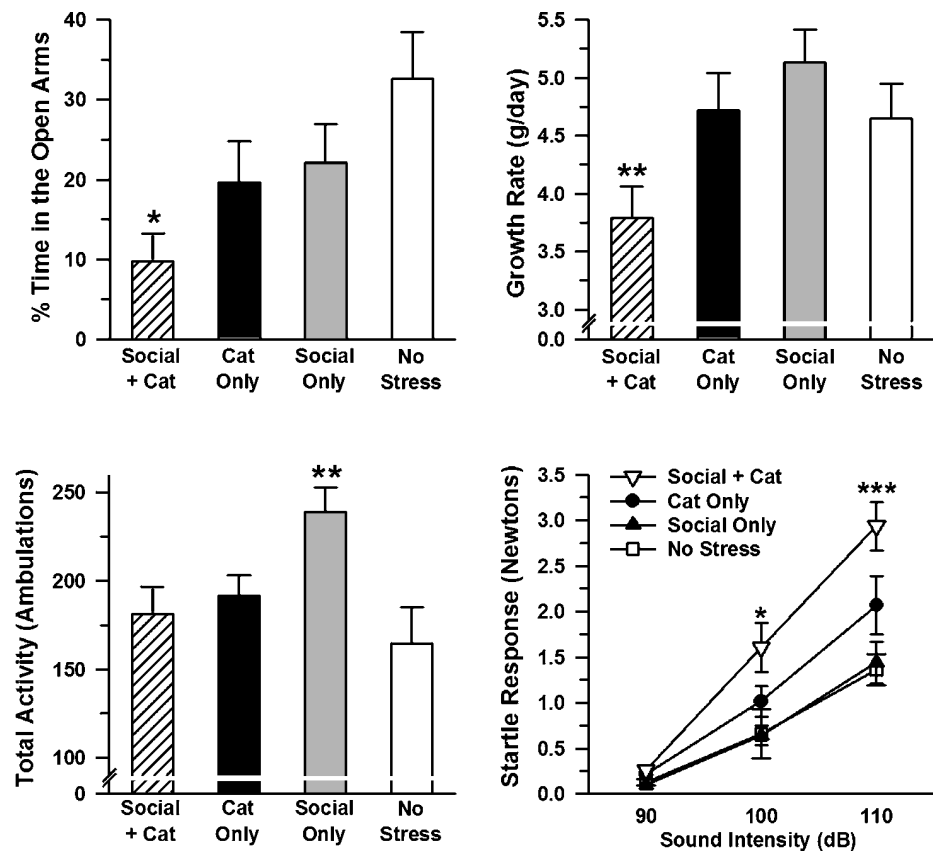 % Time in the Open Arms
40
30
20
10
0
*
Social
+ Cat
Cat
Only
Social
Only
No
Stress
Growth Rate (g/day)
5.5
5.0
4.5
4.0
3.5
3.0
0.0
**
Social
+ Cat
Cat
Only
Social
Only
No
Stress
Total Activity (Ambulations)
250
200
150
100
0
**
Social
+ Cat
Cat
Only
Social
Only
No
Stress
Startle Response (Newtons)
3.5
3.0
2.5
2.0
1.5
1.0
0.5
0.0
Social + Cat
Cat Only
Social Only
No Stress
*
***
90
100
110
Sound Intensity (dB)